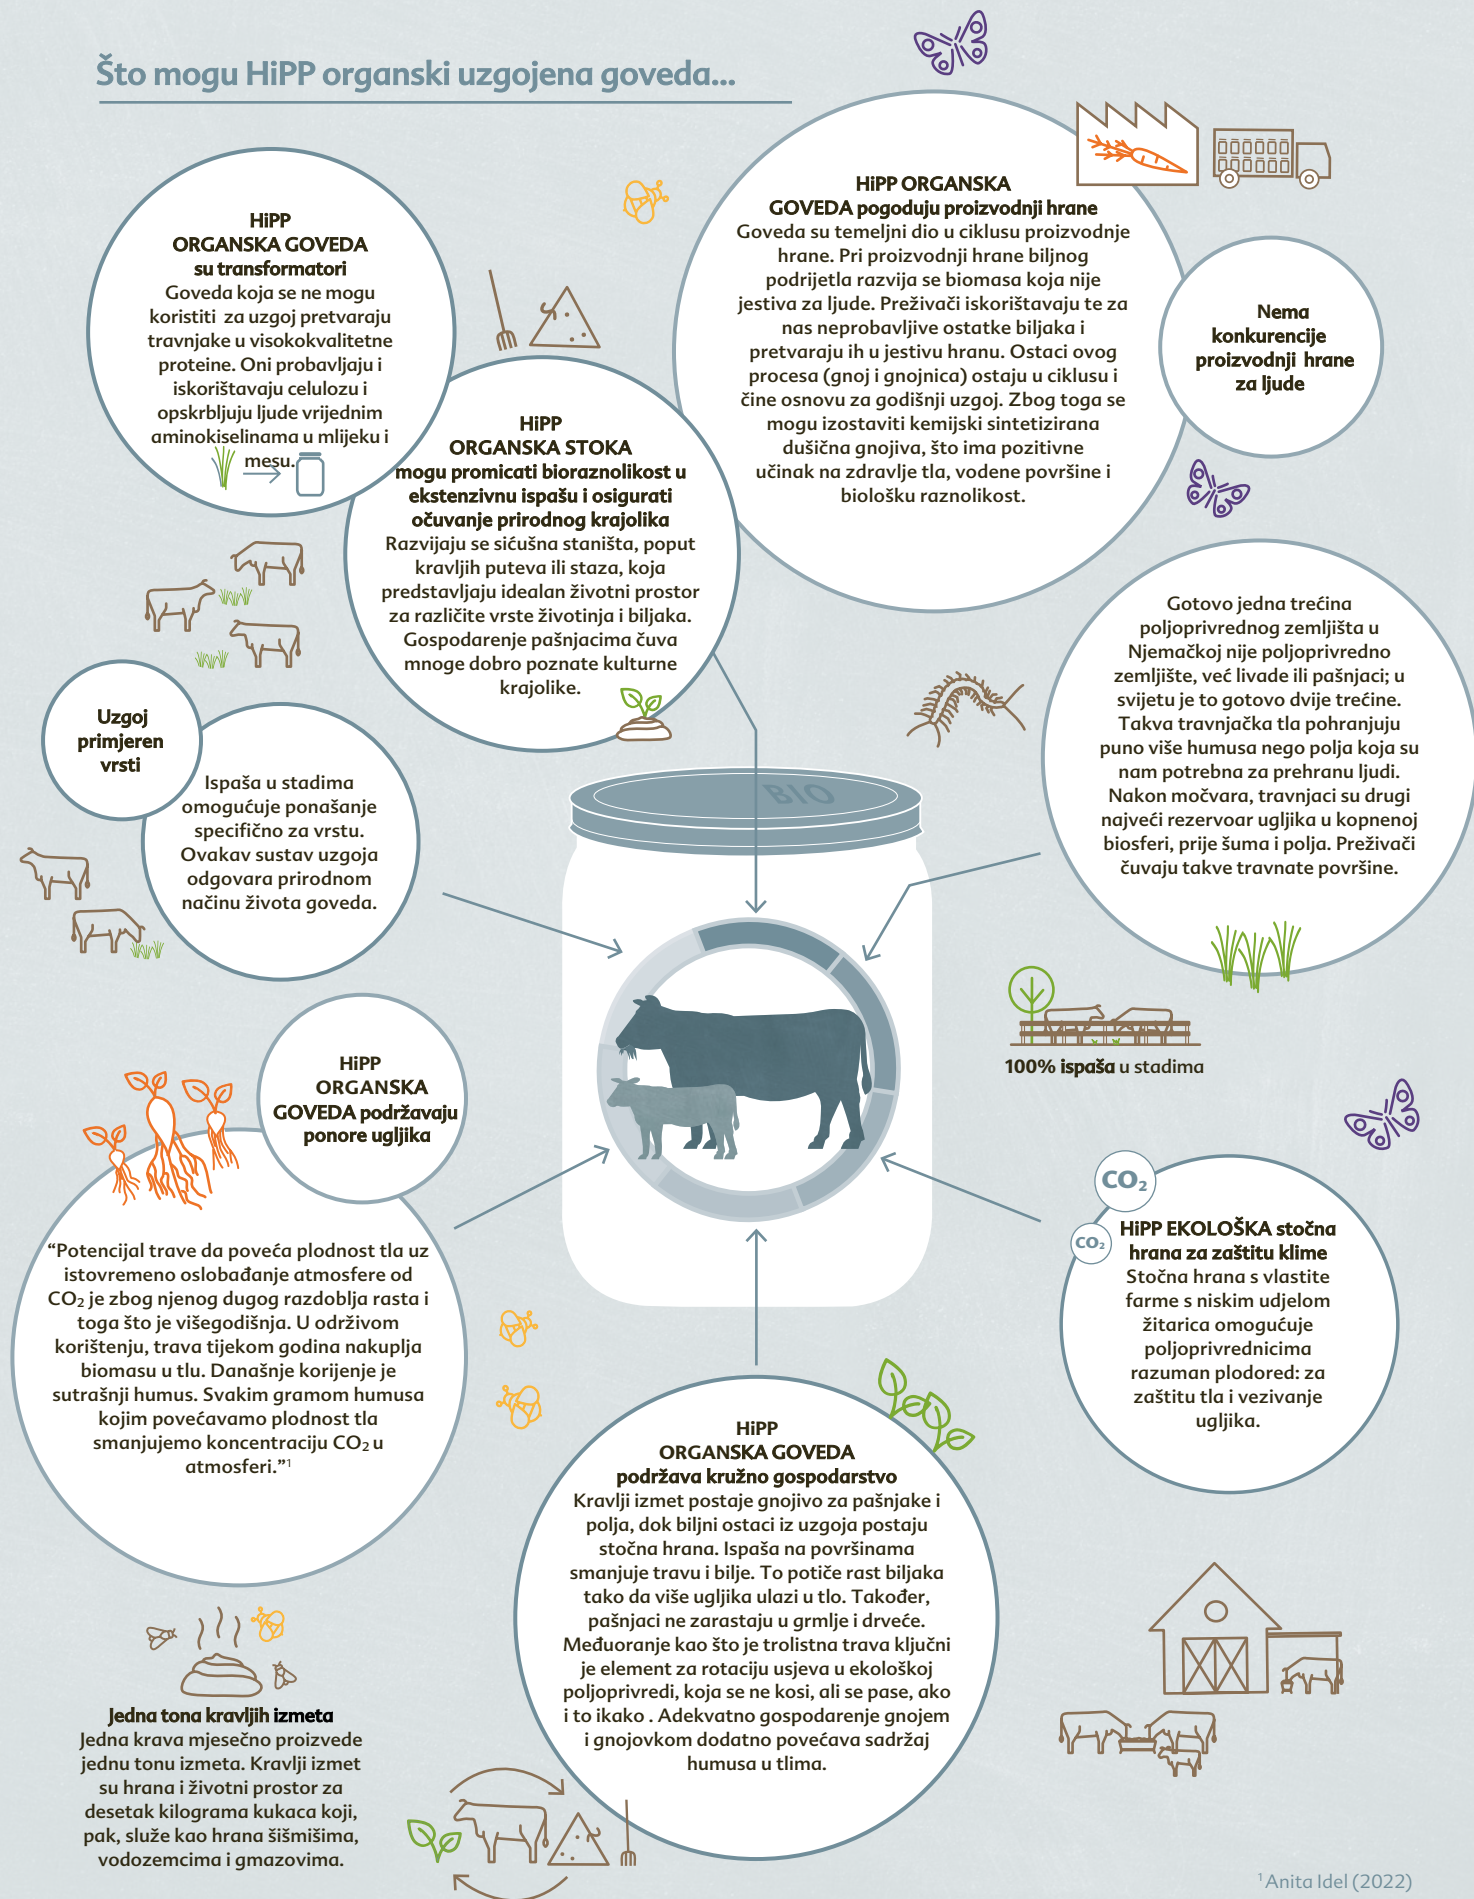 Što mogu HiPP organski uzgojena goveda...
HiPP
ORGANSKA GOVEDA
su transformatori
Goveda koja se ne mogu
koristiti za uzgoj pretvaraju
travnjake u visokokvalitetne
proteine. Oni probavljaju i
iskorištavaju celulozu i
opskrbljuju ljude vrijednim
aminokiselinama u mlijeku i
mesu.
HiPP ORGANSKA
GOVEDA pogoduju proizvodnji hrane
Goveda su temeljni dio u ciklusu proizvodnje
hrane. Pri proizvodnji hrane biljnog
podrijetla razvija se biomasa koja nije
jestiva za ljude. Preživači iskorištavaju te za
nas neprobavljive ostatke biljaka i
pretvaraju ih u jestivu hranu. Ostaci ovog
procesa (gnoj i gnojnica) ostaju u ciklusu i
čine osnovu za godišnji uzgoj. Zbog toga se
mogu izostaviti kemijski sintetizirana
dušična gnojiva, što ima pozitivne
učinak na zdravlje tla, vodene površine i
biološku raznolikost.
Nema
konkurencije
proizvodnji hrane
za ljude
HiPP
ORGANSKA STOKA
mogu promicati bioraznolikost u
ekstenzivnu ispašu i osigurati
očuvanje prirodnog krajolika
Razvijaju se sićušna staništa, poput
kravljih puteva ili staza, koja
predstavljaju idealan životni prostor
za različite vrste životinja i biljaka.
Gospodarenje pašnjacima čuva
mnoge dobro poznate kulturne
krajolike.
Gotovo jedna trećina
poljoprivrednog zemljišta u
Njemačkoj nije poljoprivredno
zemljište, već livade ili pašnjaci; u
svijetu je to gotovo dvije trećine.
Takva travnjačka tla pohranjuju
puno više humusa nego polja koja su
nam potrebna za prehranu ljudi.
Nakon močvara, travnjaci su drugi
najveći rezervoar ugljika u kopnenoj
biosferi, prije šuma i polja. Preživači
čuvaju takve travnate površine.
Uzgoj
primjeren
vrsti
Ispaša u stadima
omogućuje ponašanje
specifično za vrstu.
Ovakav sustav uzgoja
odgovara prirodnom
načinu života goveda.
BIO
100% ispaša u stadima
HiPP
ORGANSKA
GOVEDA podržavaju
ponore ugljika
“Potencijal trave da poveća plodnost tla uz
istovremeno oslobađanje atmosfere od
CO₂ je zbog njenog dugog razdoblja rasta i
toga što je višegodišnja. U održivom
korištenju, trava tijekom godina nakuplja
biomasu u tlu. Današnje korijenje je
sutrašnji humus. Svakim gramom humusa
kojim povećavamo plodnost tla
smanjujemo koncentraciju CO₂ u
atmosferi.”¹
CO₂
CO₂
HiPP EKOLOŠKA stočna
hrana za zaštitu klime
Stočna hrana s vlastite
farme s niskim udjelom
žitarica omogućuje
poljoprivrednicima
razuman plodored: za
zaštitu tla i vezivanje
ugljika.
HiPP
ORGANSKA GOVEDA
podržava kružno gospodarstvo
Kravlji izmet postaje gnojivo za pašnjake i
polja, dok biljni ostaci iz uzgoja postaju
stočna hrana. Ispaša na površinama
smanjuje travu i bilje. To potiče rast biljaka
tako da više ugljika ulazi u tlo. Također,
pašnjaci ne zarastaju u grmlje i drveće.
Međuoranje kao što je trolistna trava ključni
je element za rotaciju usjeva u ekološkoj
poljoprivredi, koja se ne kosi, ali se pase, ako
i to ikako . Adekvatno gospodarenje gnojem
i gnojovkom dodatno povećava sadržaj
humusa u tlima.
Jedna tona kravljih izmeta
Jedna krava mjesečno proizvede
jednu tonu izmeta. Kravlji izmet
su hrana i životni prostor za
desetak kilograma kukaca koji,
pak, služe kao hrana šišmišima,
vodozemcima i gmazovima.
¹Anita Idel (2022)